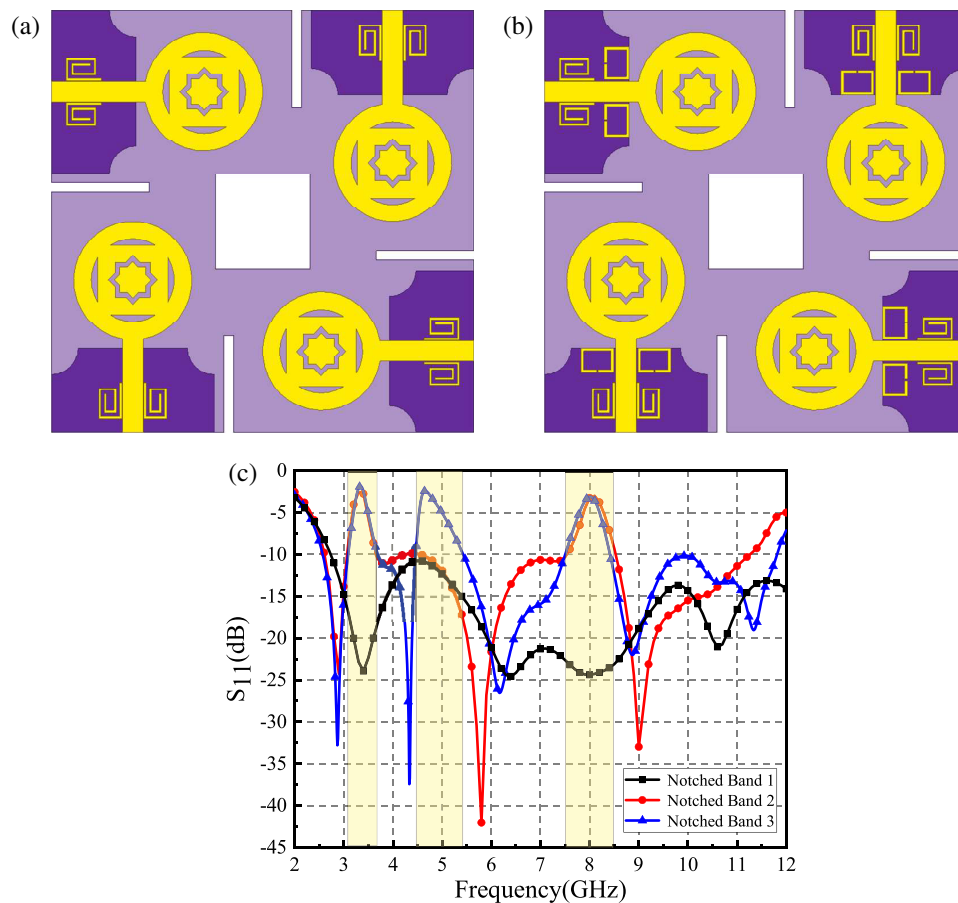 (a)
(b)
(c)
0
-5
-10
-15
-20
-25
-30
-35
-40
-45
S11(dB)
Notched Band 1
Notched Band 2
Notched Band 3
2 3 4 5 6 7 8 9 10 11 12
Frequency(GHz)